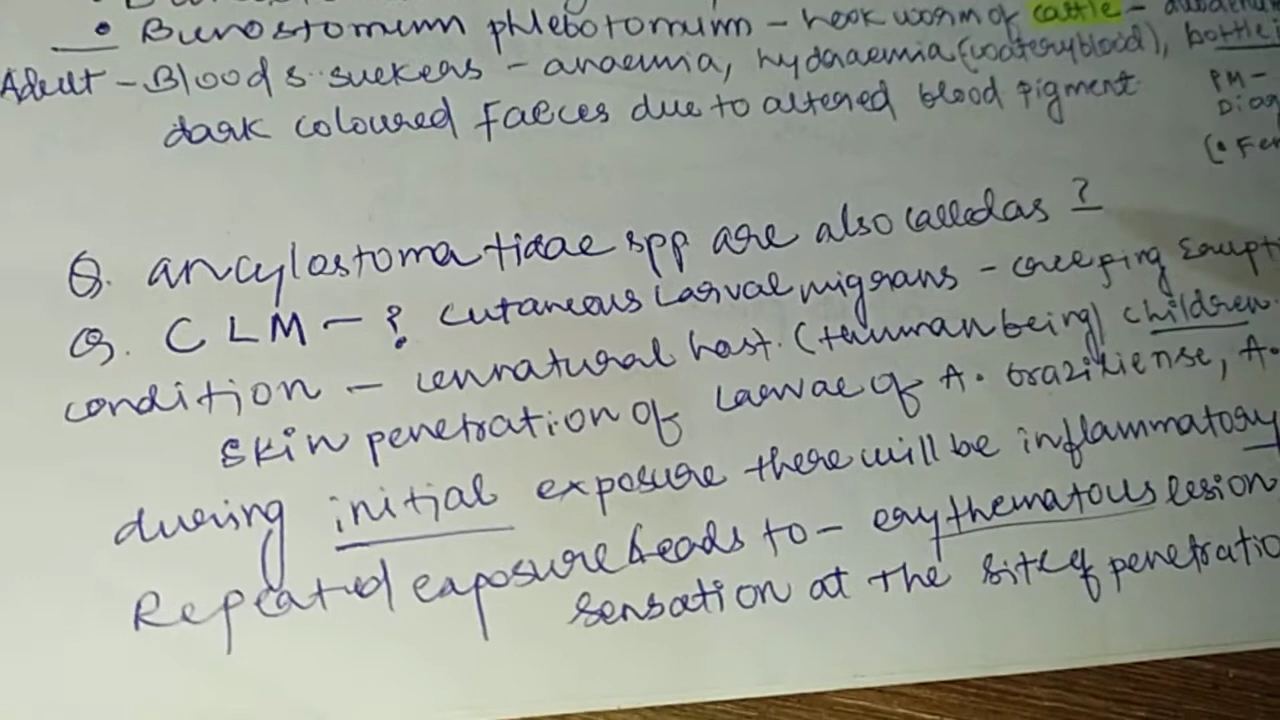 • Bunostomum phlebotomum - hook worm of cattle -
Adult - Blood suckers - anaemia, hydraemia (watery blood), bottle
dark coloured faeces due to altered blood pigment
PM -
Diag
(• Fe
Q. ancylostomatidae spp are also called as ?
Q. CLM - ? cutaneous Larval migrans - creeping Erupt
condition - unnatural host. (Human being) children.
skin penetration of Larvae of A. braziliense, A.
during initial exposure there will be inflammatory
Repeated exposure leads to - erythematous lesion
sensation at the site of penetratio